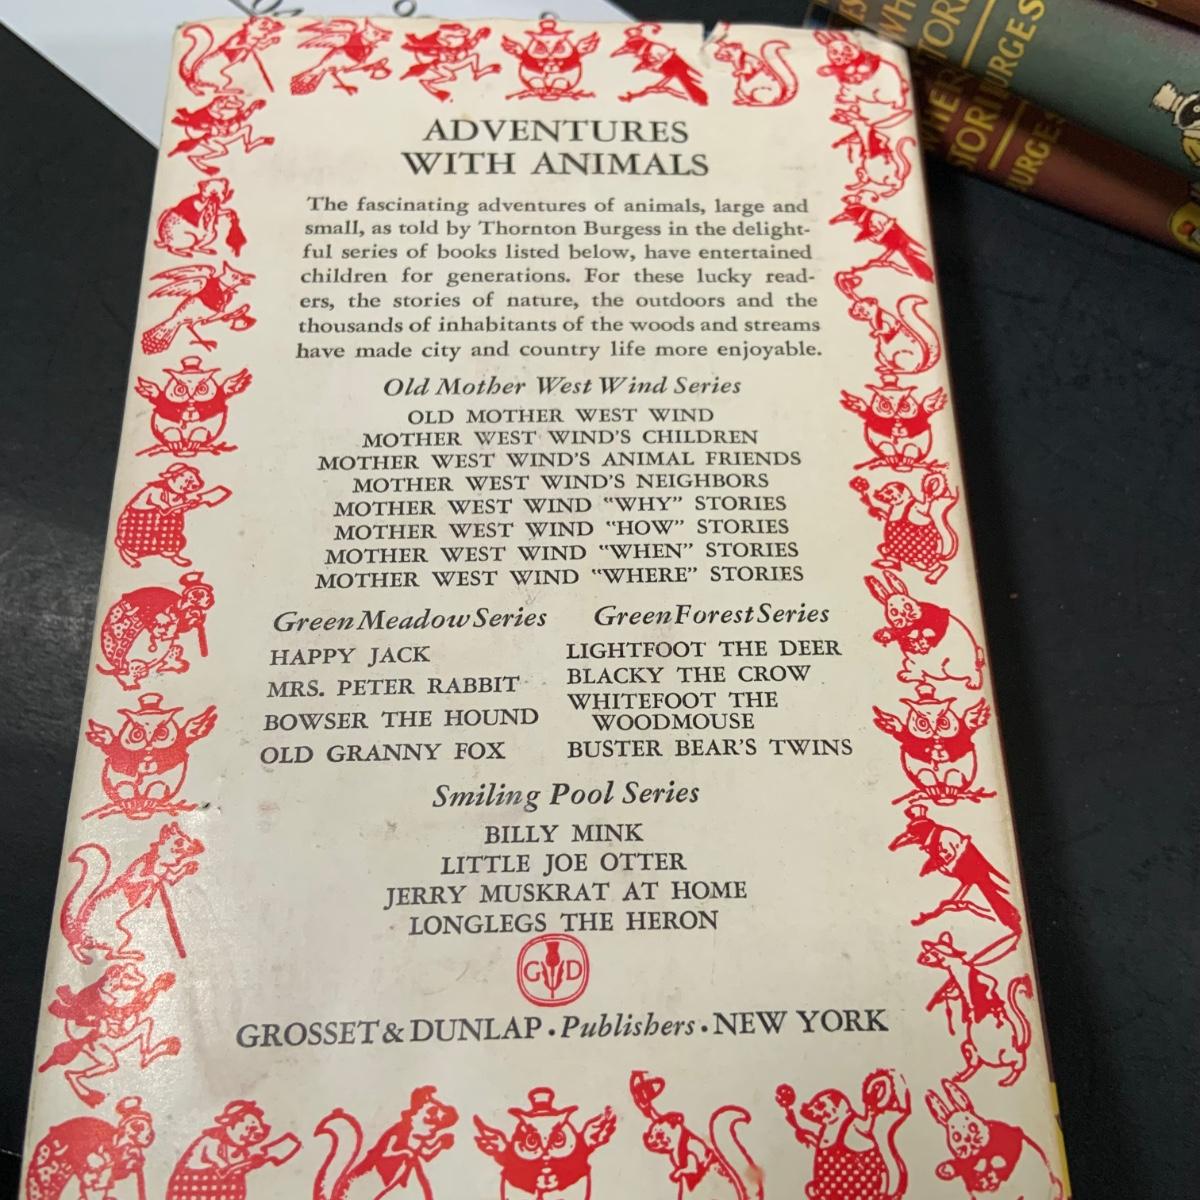 ADVENTURES
WITH ANIMALS
The fascinating adventures of animals, large and
small, as told by Thornton Burgess in the delight-
ful series of books listed below, have entertained
children for generations. For these lucky read-
ers, the stories of nature, the outdoors and the
thousands of inhabitants of the woods and streams
have made city and country life more enjoyable.
Old Mother West Wind Series
OLD MOTHER WEST WIND
MOTHER WEST WIND'S CHILDREN
MOTHER WEST WIND'S ANIMAL FRIENDS
MOTHER WEST WIND'S NEIGHBORS
MOTHER WEST WIND "WHY" STORIES
MOTHER WEST WIND "HOW" STORIES
MOTHER WEST WIND "WHEN" STORIES
MOTHER WEST WIND "WHERE" STORIES
Green Meadow Series
HAPPY JACK
MRS. PETER RABBIT
BOWSER THE HOUND
OLD GRANNY FOX
Green Forest Series
LIGHTFOOT THE DEER
BLACKY THE CROW
WHITEFOOT THE
WOODMOUSE
BUSTER BEAR'S TWINS
Smiling Pool Series
BILLY MINK
LITTLE JOE OTTER
JERRY MUSKRAT AT HOME
LONGLEGS THE HERON
G D
GROSSET & DUNLAP • Publishers • NEW YORK